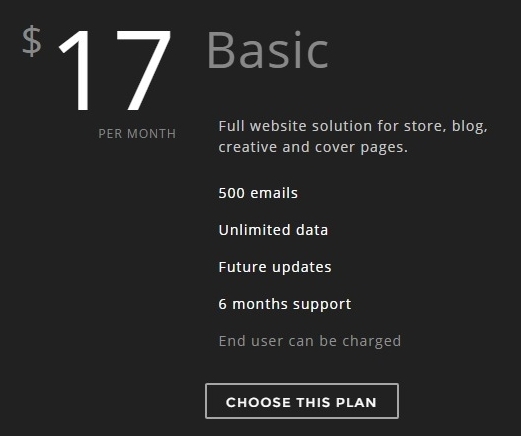 $17
PER MONTH
Basic
Full website solution for store, blog,
creative and cover pages.
500 emails
Unlimited data
Future updates
6 months support
End user can be charged
CHOOSE THIS PLAN